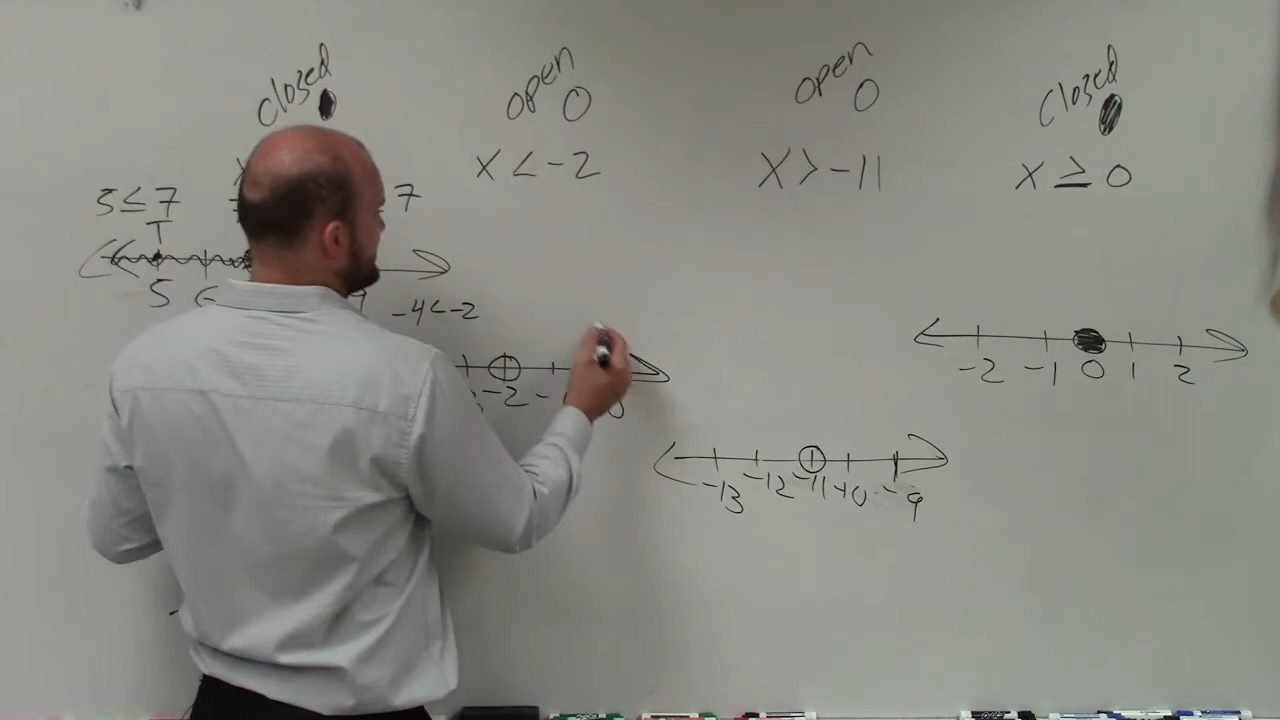 closed
open
open
closed
x < -2
x > -11
x ≥ 0
5 ≤ 7
7
T
5
-4 < -2
-2
0
-2 -1 0 1 2
-13 -12 -11 -10 -9